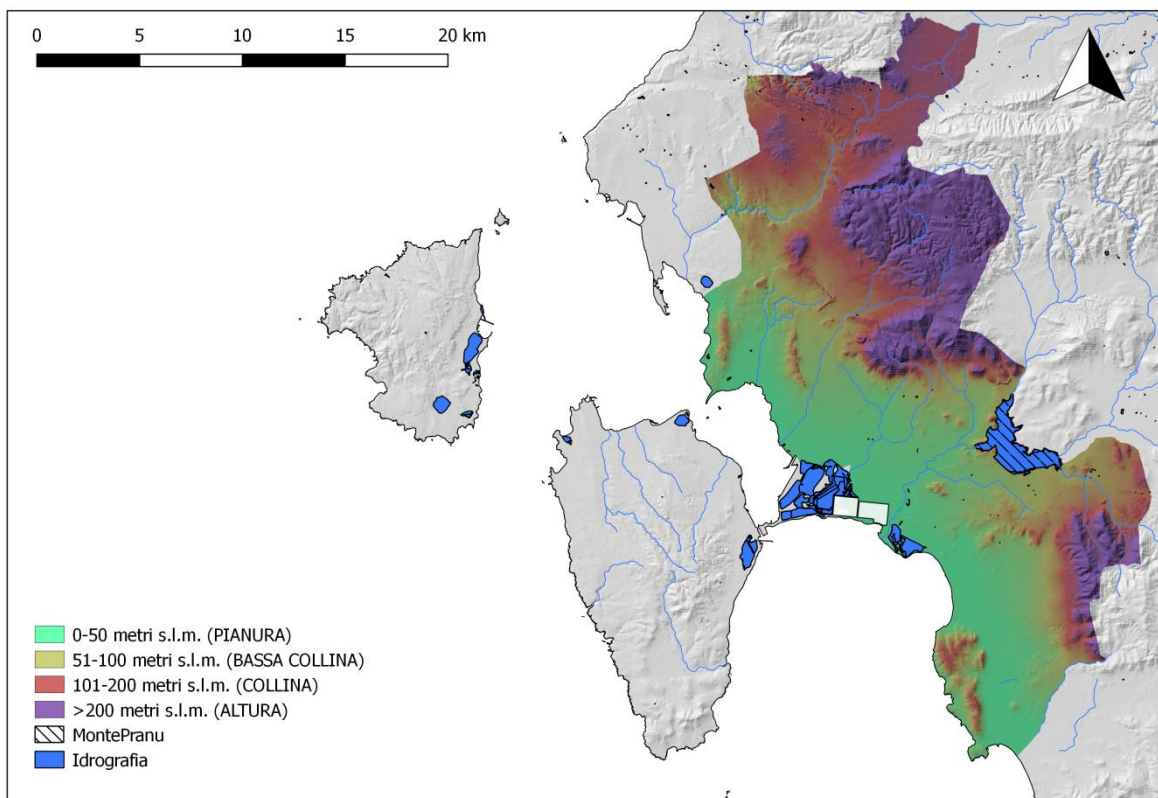 0 5 10 15 20 km
0-50 metri s.l.m. (PIANURA)
51-100 metri s.l.m. (BASSA COLLINA)
101-200 metri s.l.m. (COLLINA)
>200 metri s.l.m. (ALTURA)
MontePranu
Idrografia